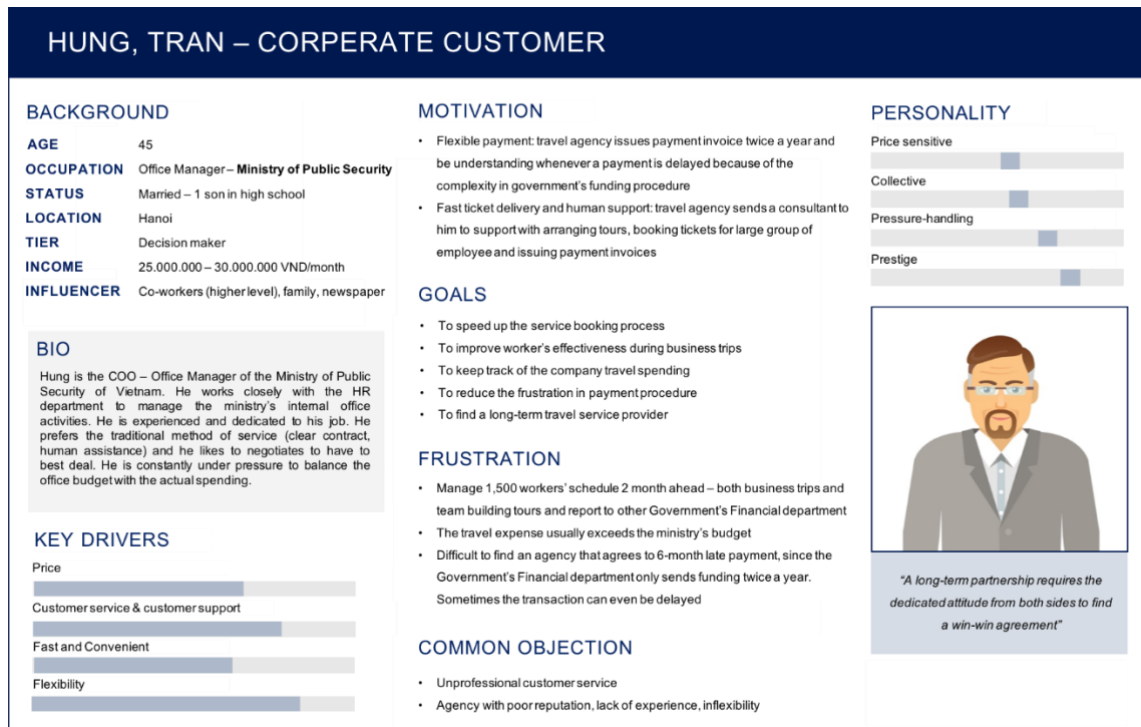 HUNG, TRAN – CORPERATE CUSTOMER
BACKGROUND
AGE 45
OCCUPATION Office Manager– Ministry of Public Security
STATUS Married – 1 son in high school
LOCATION Hanoi
TIER Decision maker
INCOME 25.000.000 – 30.000.000 VND/month
INFLUENCER Co-workers (higher level), family, newspaper
BIO
Hung is the COO – Office Manager of the Ministry of Public
Security of Vietnam. He works closely with the HR
department to manage the ministry's internal office
activities. He is experienced and dedicated to his job. He
prefers the traditional method of service (clear contract,
human assistance) and he likes to negotiates to have to
best deal. He is constantly under pressure to balance the
office budget with the actual spending.
KEY DRIVERS
Price
Customer service & customer support
Fast and Convenient
Flexibility
MOTIVATION
• Flexible payment: travel agency issues payment invoice twice a year and
be understanding whenever a payment is delayed because of the
complexity in government's funding procedure
• Fast ticket delivery and human support: travel agency sends a consultant to
him to support with arranging tours, booking tickets for large group of
employee and issuing payment invoices
GOALS
• To speed up the service booking process
• To improve worker's effectiveness during business trips
• To keep track of the company travel spending
• To reduce the frustration in payment procedure
• To find a long-term travel service provider
FRUSTRATION
• Manage 1,500 workers' schedule 2 month ahead – both business trips and
team building tours and report to other Government's Financial department
• The travel expense usually exceeds the ministry's budget
• Difficult to find an agency that agrees to 6-month late payment, since the
Government's Financial department only sends funding twice a year.
Sometimes the transaction can even be delayed
COMMON OBJECTION
• Unprofessional customer service
• Agency with poor reputation, lack of experience, inflexibility
PERSONALITY
Price sensitive
Collective
Pressure-handling
Prestige
"A long-term partnership requires the
dedicated attitude from both sides to find
a win-win agreement"